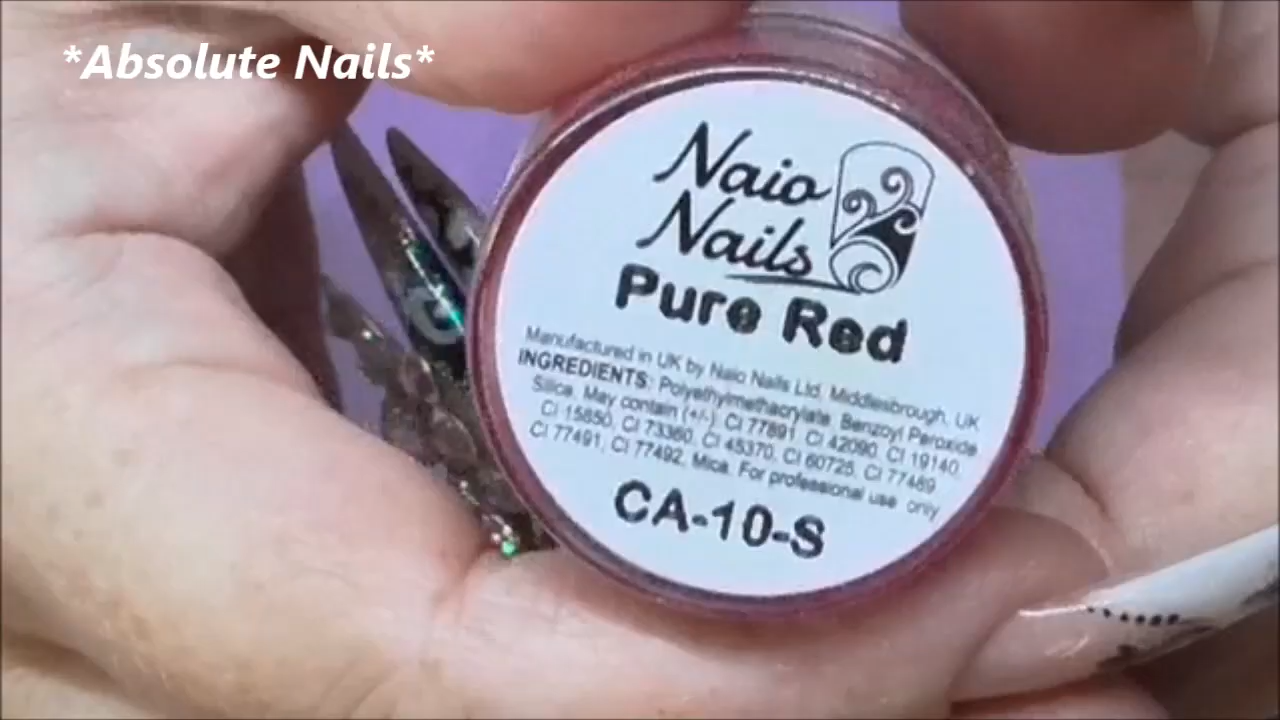 *Absolute Nails*
Naio
Nails
Pure Red
Manufactured in UK by Naio Nails Ltd, Middlesbrough, UK
INGREDIENTS: Polyethylmethacrylate, Benzoyl Peroxide
Silica, May contain (+/-): CI 77891, CI 42090, CI 19140,
CI 15850, CI 73360, CI 45370, CI 60725, CI 77489
CI 77491, CI 77492, Mica. For professional use only
CA-10-S